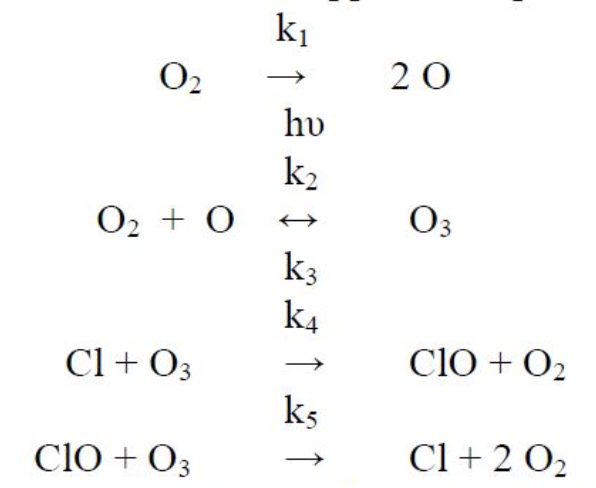 k₁
O₂ → 2 O
hυ
k₂
O₂ + O ↔ O₃
k₃
k₄
Cl + O₃ → ClO + O₂
k₅
ClO + O₃ → Cl + 2 O₂